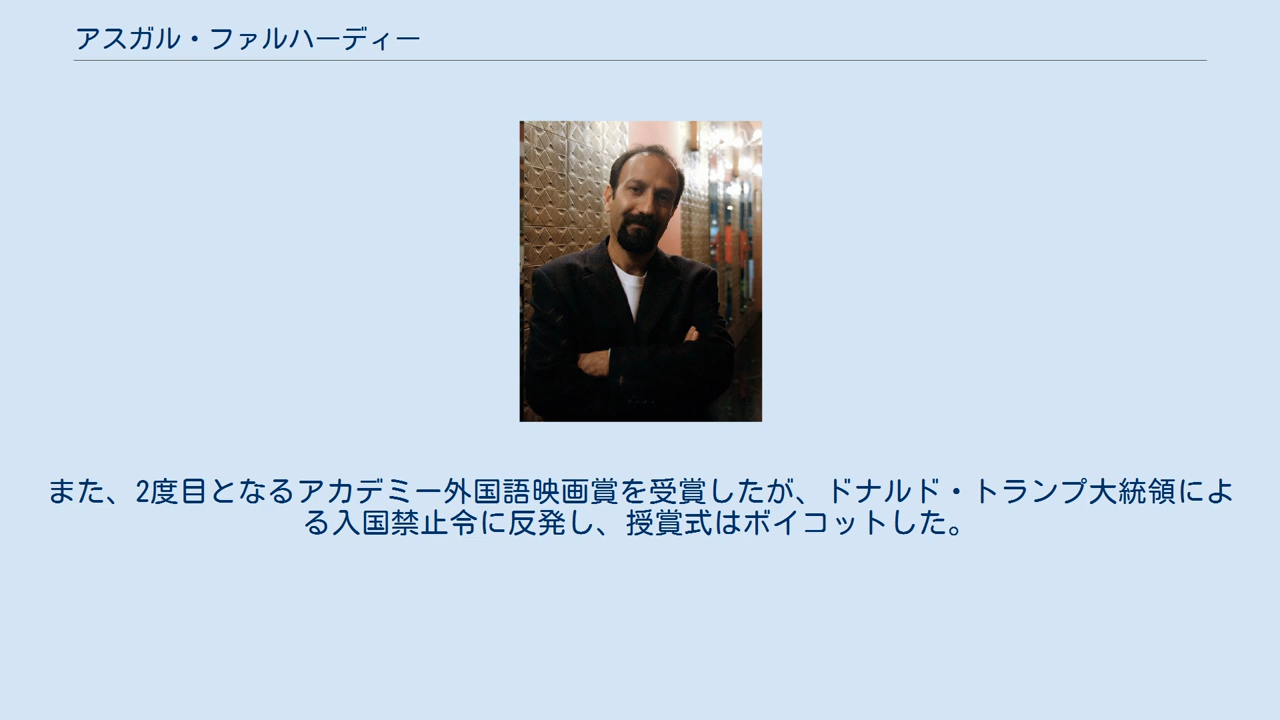 アスガル・ファルハーディー
また、2度目となるアカデミー外国語映画賞を受賞したが、ドナルド・トランプ大統領によ
る入国禁止令に反発し、授賞式はボイコットした。